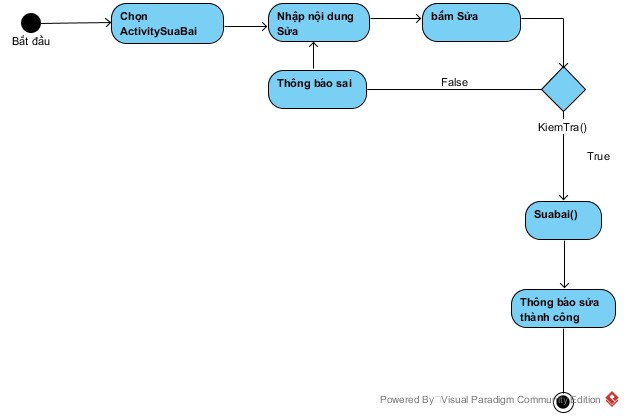 Bắt đầu
Chọn
ActivitySuaBai
Nhập nội dung
Sửa
bấm Sửa
Thông báo sai
False
KiemTra()
True
Suabai()
Thông báo sửa
thành công
Powered By Visual Paradigm Community Edition